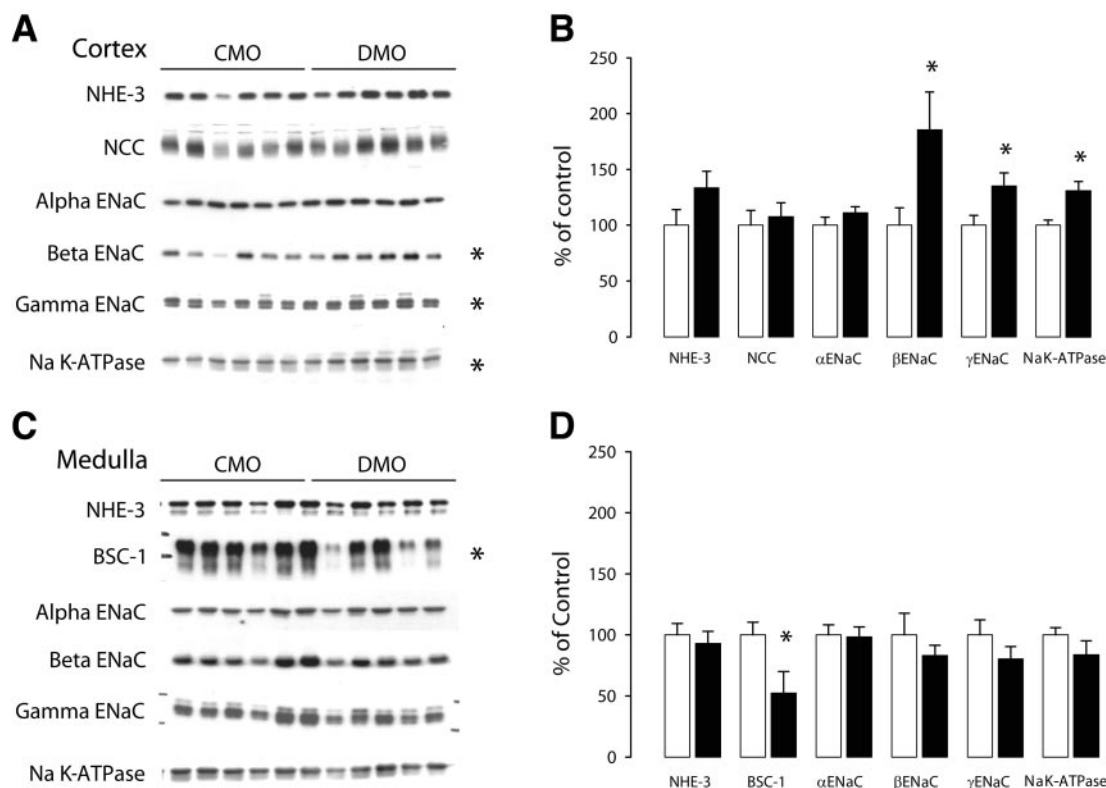 A
Cortex
CMO DMO
NHE-3
NCC
Alpha ENaC
Beta ENaC *
Gamma ENaC *
Na K-ATPase *
B
% of control
250
200
150
100
50
0
* * *
NHE-3 NCC αENaC βENaC γENaC NaK-ATPase
C
Medulla
CMO DMO
NHE-3
BSC-1 *
Alpha ENaC
Beta ENaC
Gamma ENaC
Na K-ATPase
D
% of Control
250
200
150
100
50
0
*
NHE-3 BSC-1 αENaC βENaC γENaC NaK-ATPase